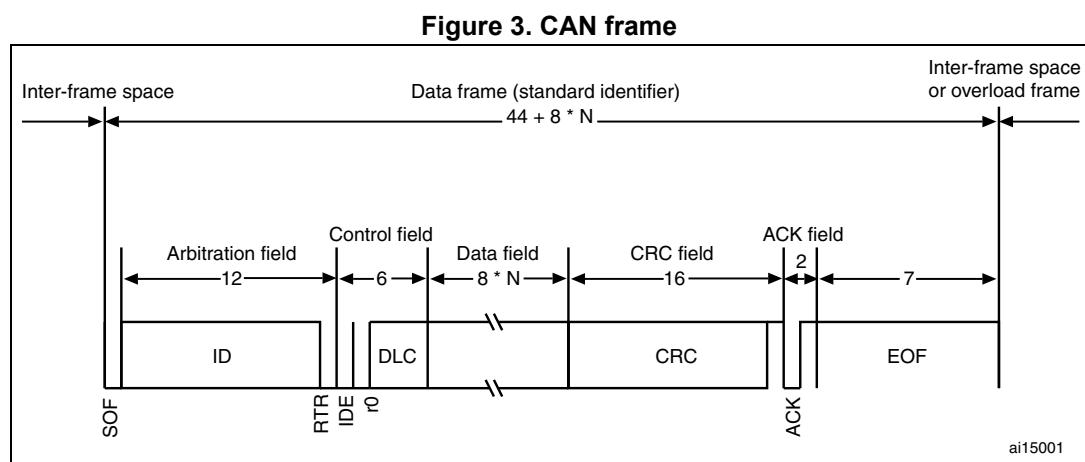 Figure 3. CAN frame
Inter-frame space
Data frame (standard identifier)
Inter-frame space
or overload frame
44 + 8 * N
Arbitration field
Control field
Data field
CRC field
ACK field
12
6
8 * N
16
2
7
ID
DLC
CRC
EOF
SOF
RTR
IDE
r0
ACK
ai15001